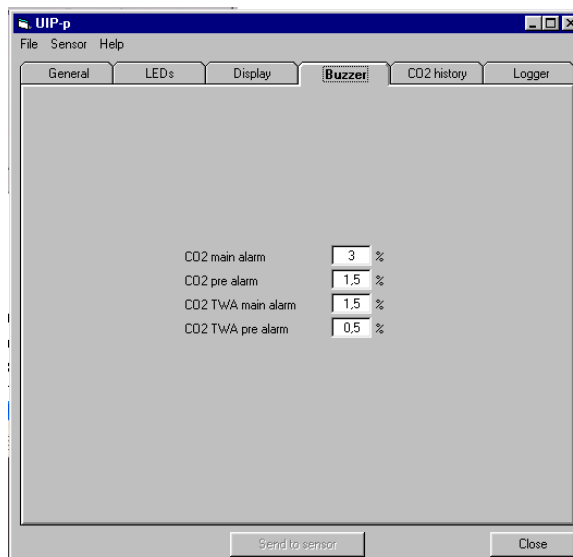 UIP-p
File Sensor Help
General LEDs Display Buzzer CO2 history Logger
CO2 main alarm 3 %
CO2 pre alarm 1,5 %
CO2 TWA main alarm 1,5 %
CO2 TWA pre alarm 0,5 %
Send to sensor Close